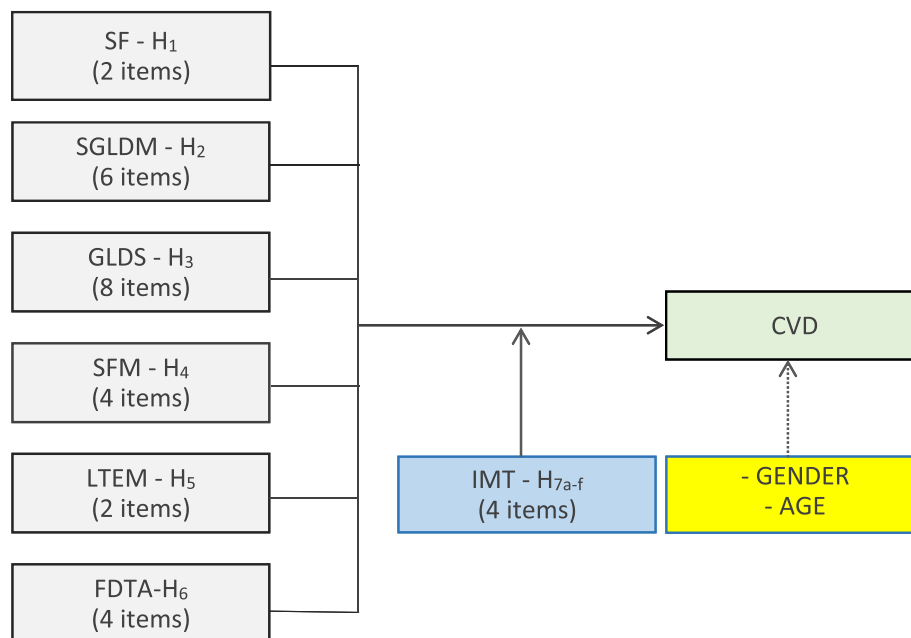 SF - H₁
(2 items)
SGLDM - H₂
(6 items)
GLDS - H₃
(8 items)
SFM - H₄
(4 items)
LTEM - H₅
(2 items)
FDTA-H₆
(4 items)
CVD
IMT - H₇ₐ₋f
(4 items)
- GENDER
- AGE